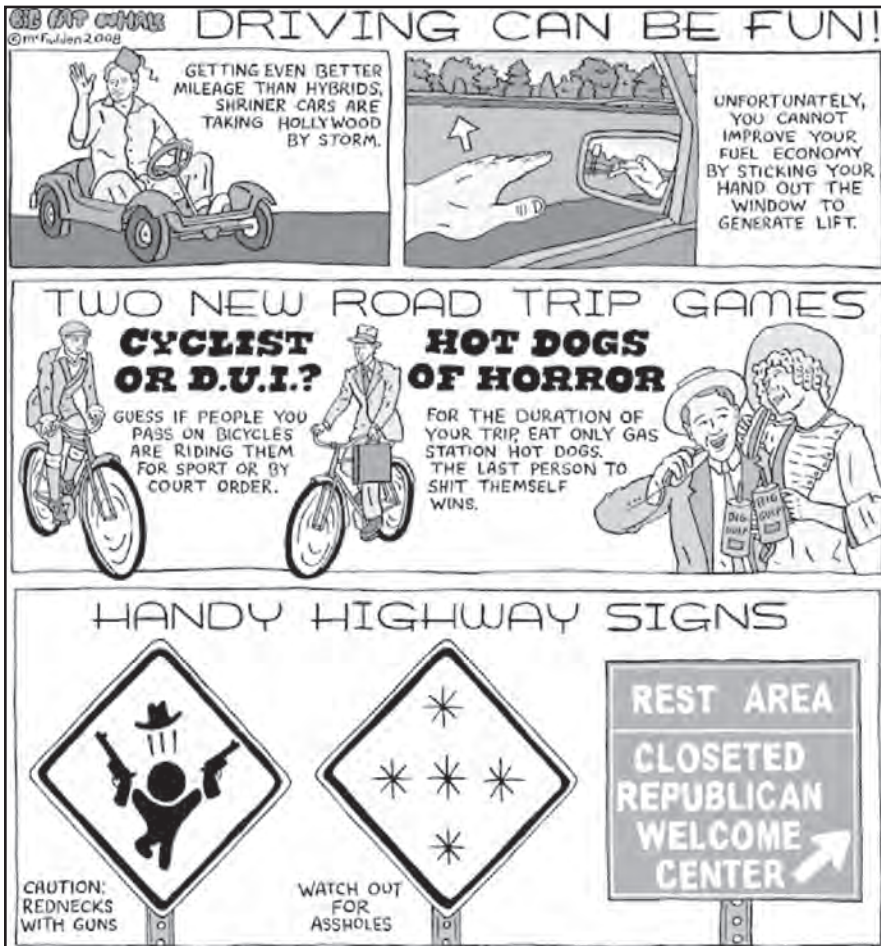 BIG FAT WHALE
DRIVING CAN BE FUN!
©McFadden 2008
GETTING EVEN BETTER
MILEAGE THAN HYBRIDS,
SHRINER CARS ARE
TAKING HOLLYWOOD
BY STORM.
UNFORTUNATELY,
YOU CANNOT
IMPROVE YOUR
FUEL ECONOMY
BY STICKING YOUR
HAND OUT THE
WINDOW TO
GENERATE LIFT.
TWO NEW ROAD TRIP GAMES
CYCLIST
OR D.U.I.?
GUESS IF PEOPLE YOU
PASS ON BICYCLES
ARE RIDING THEM
FOR SPORT OR BY
COURT ORDER.
HOT DOGS
OF HORROR
FOR THE DURATION OF
YOUR TRIP, EAT ONLY GAS
STATION HOT DOGS.
THE LAST PERSON TO
SHIT THEMSELF
WINS.
BIG
GULP
BIG
GULP
HANDY HIGHWAY SIGNS
CAUTION:
REDNECKS
WITH GUNS
WATCH OUT
FOR
ASSHOLES
REST AREA
CLOSETED
REPUBLICAN
WELCOME
CENTER